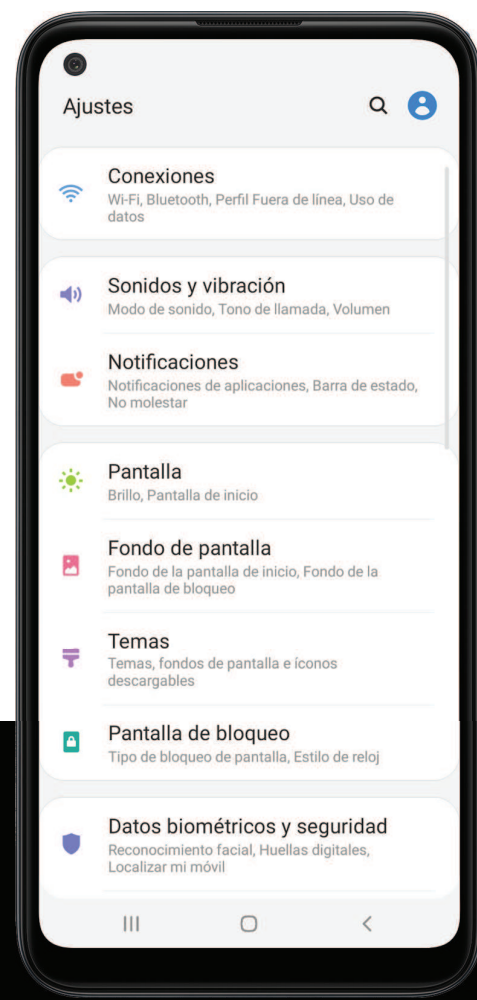 Ajustes
Conexiones
Wi-Fi, Bluetooth, Perfil Fuera de línea, Uso de
datos
Sonidos y vibración
Modo de sonido, Tono de llamada, Volumen
Notificaciones
Notificaciones de aplicaciones, Barra de estado,
No molestar
Pantalla
Brillo, Pantalla de inicio
Fondo de pantalla
Fondo de la pantalla de inicio, Fondo de la
pantalla de bloqueo
Temas
Temas, fondos de pantalla e íconos
descargables
Pantalla de bloqueo
Tipo de bloqueo de pantalla, Estilo de reloj
Datos biométricos y seguridad
Reconocimiento facial, Huellas digitales,
Localizar mi móvil